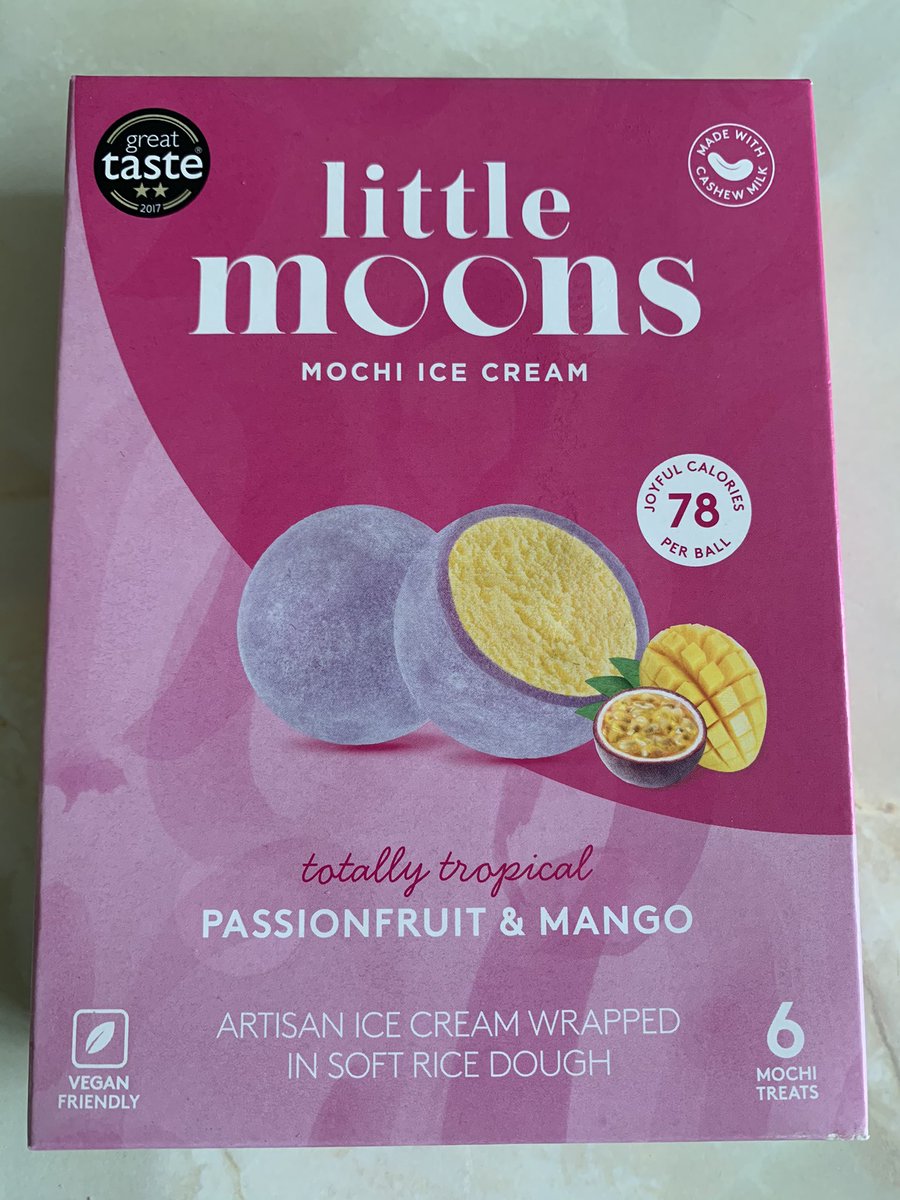 great
taste®
2017
MADE WITH
CASHEW MILK
little
moons
MOCHI ICE CREAM
JOYFUL CALORIES
78
PER BALL
totally tropical
PASSIONFRUIT & MANGO
ARTISAN ICE CREAM WRAPPED
IN SOFT RICE DOUGH
VEGAN
FRIENDLY
6
MOCHI
TREATS